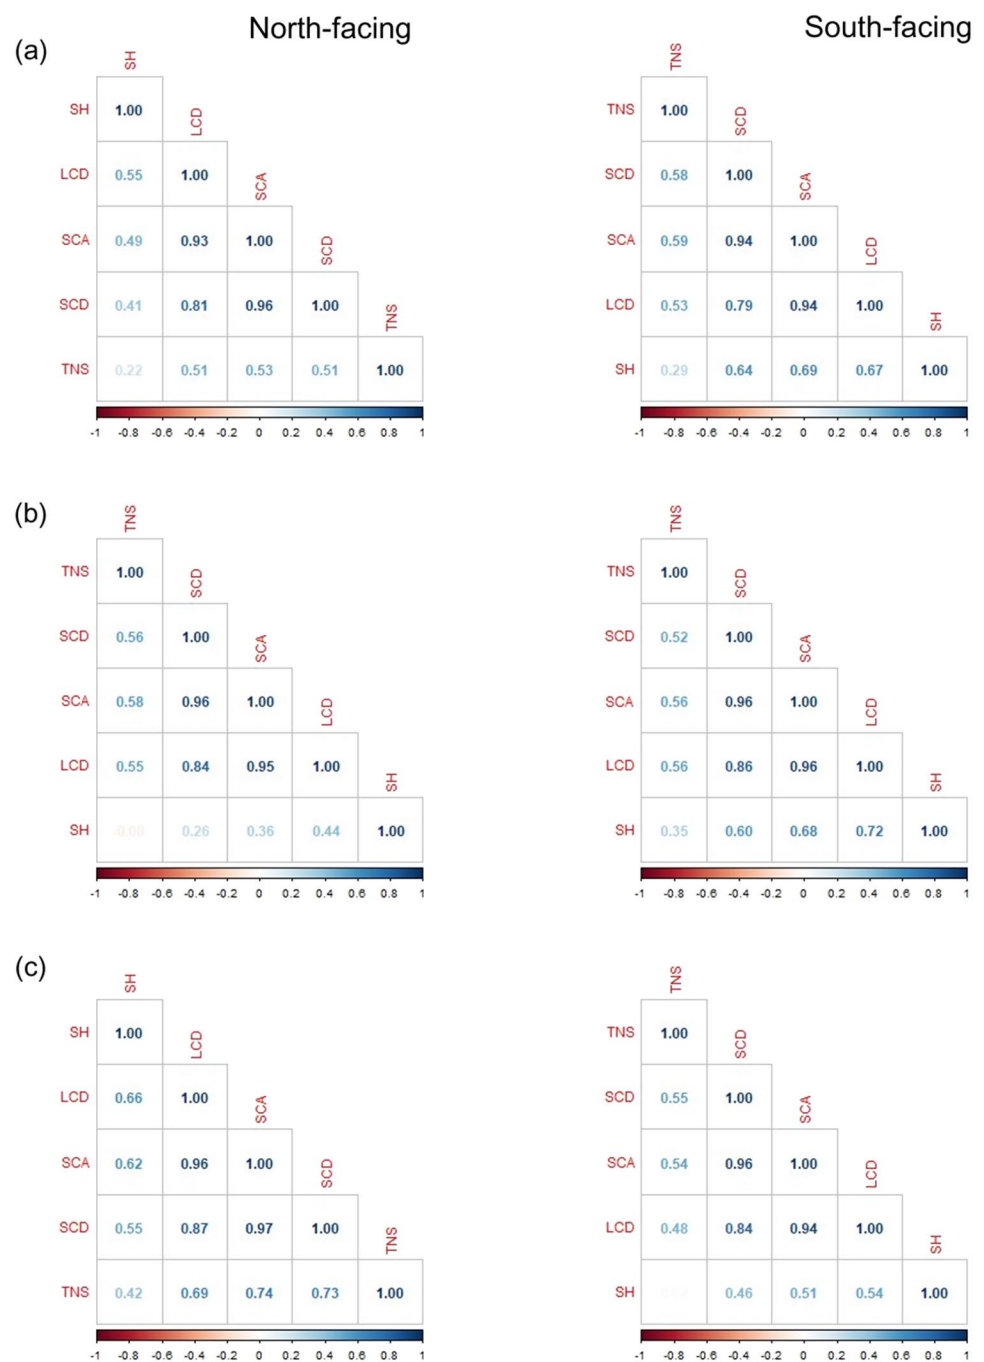 North-facing South-facing
(a)
SH TNS
SH 1.00 LCD TNS 1.00 SCD
LCD 0.55 1.00 SCA SCD 0.58 1.00 SCA
SCA 0.49 0.93 1.00 SCD SCA 0.59 0.94 1.00 LCD
SCD 0.41 0.81 0.96 1.00 TNS LCD 0.53 0.79 0.94 1.00 SH
TNS 0.22 0.51 0.53 0.51 1.00 SH 0.29 0.64 0.69 0.67 1.00
-1 -0.8 -0.6 -0.4 -0.2 0 0.2 0.4 0.6 0.8 1 -1 -0.8 -0.6 -0.4 -0.2 0 0.2 0.4 0.6 0.8 1
(b)
TNS TNS
TNS 1.00 SCD TNS 1.00 SCD
SCD 0.56 1.00 SCA SCD 0.52 1.00 SCA
SCA 0.58 0.96 1.00 LCD SCA 0.56 0.96 1.00 LCD
LCD 0.55 0.84 0.95 1.00 SH LCD 0.56 0.86 0.96 1.00 SH
SH 0.26 0.36 0.44 1.00 SH 0.35 0.60 0.68 0.72 1.00
-1 -0.8 -0.6 -0.4 -0.2 0 0.2 0.4 0.6 0.8 1 -1 -0.8 -0.6 -0.4 -0.2 0 0.2 0.4 0.6 0.8 1
(c)
SH TNS
SH 1.00 LCD TNS 1.00 SCD
LCD 0.66 1.00 SCA SCD 0.55 1.00 SCA
SCA 0.62 0.96 1.00 SCD SCA 0.54 0.96 1.00 LCD
SCD 0.55 0.87 0.97 1.00 TNS LCD 0.48 0.84 0.94 1.00 SH
TNS 0.42 0.69 0.74 0.73 1.00 SH 0.46 0.51 0.54 1.00
-1 -0.8 -0.6 -0.4 -0.2 0 0.2 0.4 0.6 0.8 1 -1 -0.8 -0.6 -0.4 -0.2 0 0.2 0.4 0.6 0.8 1